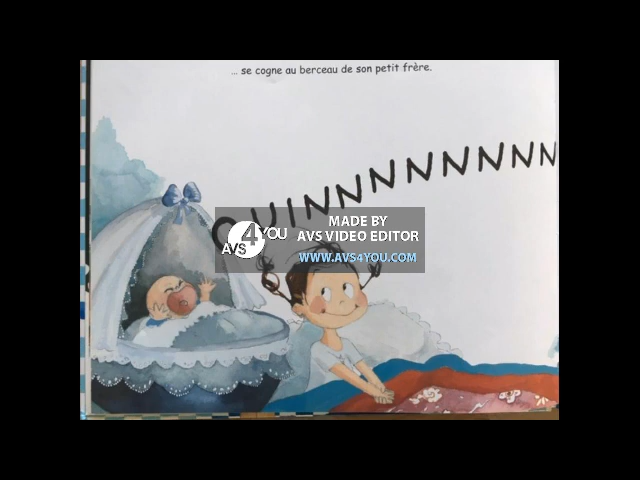 ... se cogne au berceau de son petit frère.
OUINNNNNNNNN
AVS4YOU
MADE BY
AVS VIDEO EDITOR
WWW.AVS4YOU.COM